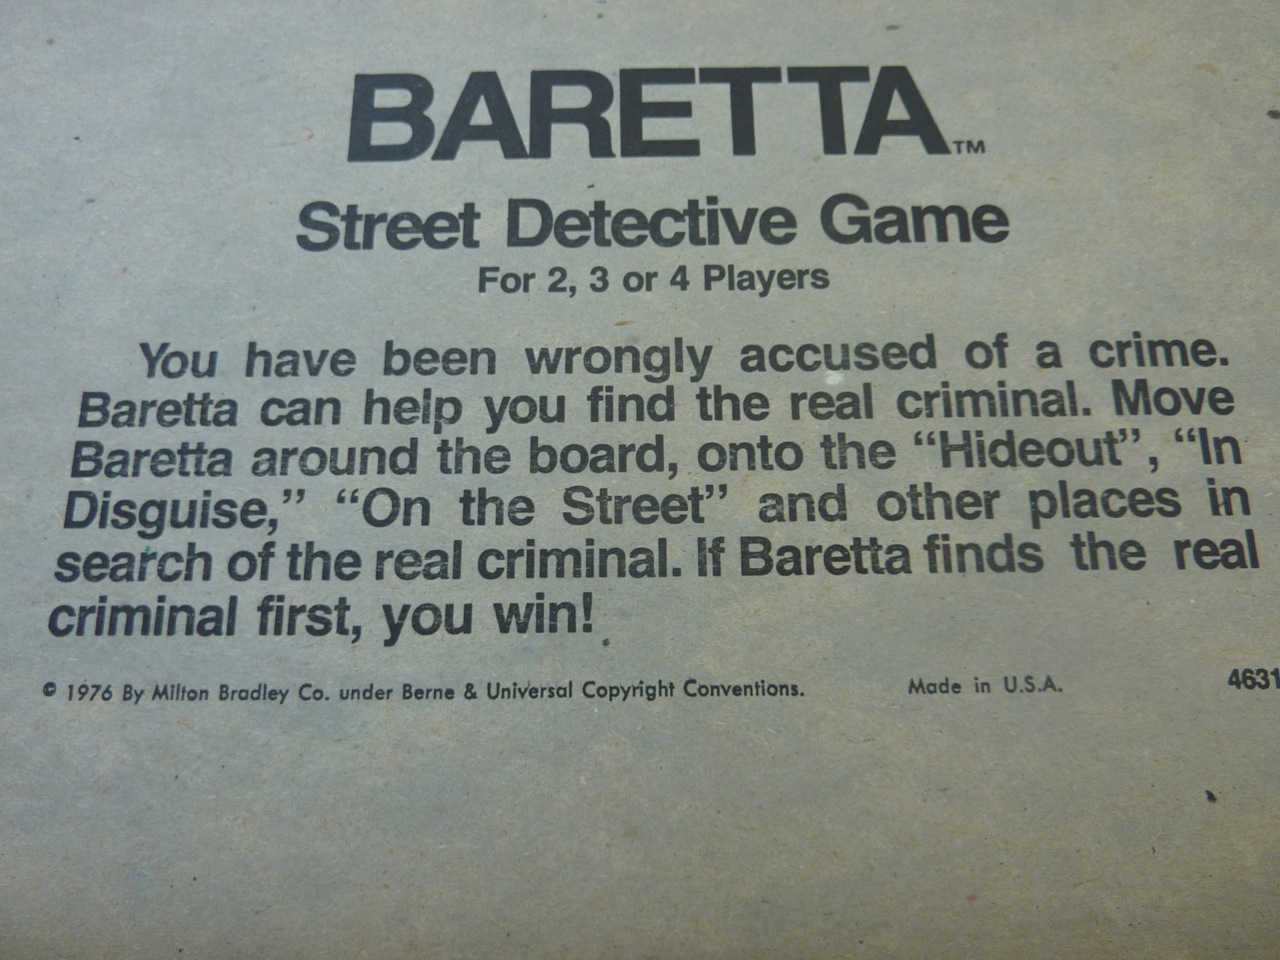 BARETTA™
Street Detective Game
For 2, 3 or 4 Players
You have been wrongly accused of a crime.
Baretta can help you find the real criminal. Move
Baretta around the board, onto the “Hideout”, “In
Disguise,” “On the Street” and other places in
search of the real criminal. If Baretta finds the real
criminal first, you win!
© 1976 By Milton Bradley Co. under Berne & Universal Copyright Conventions. Made in U.S.A. 4631